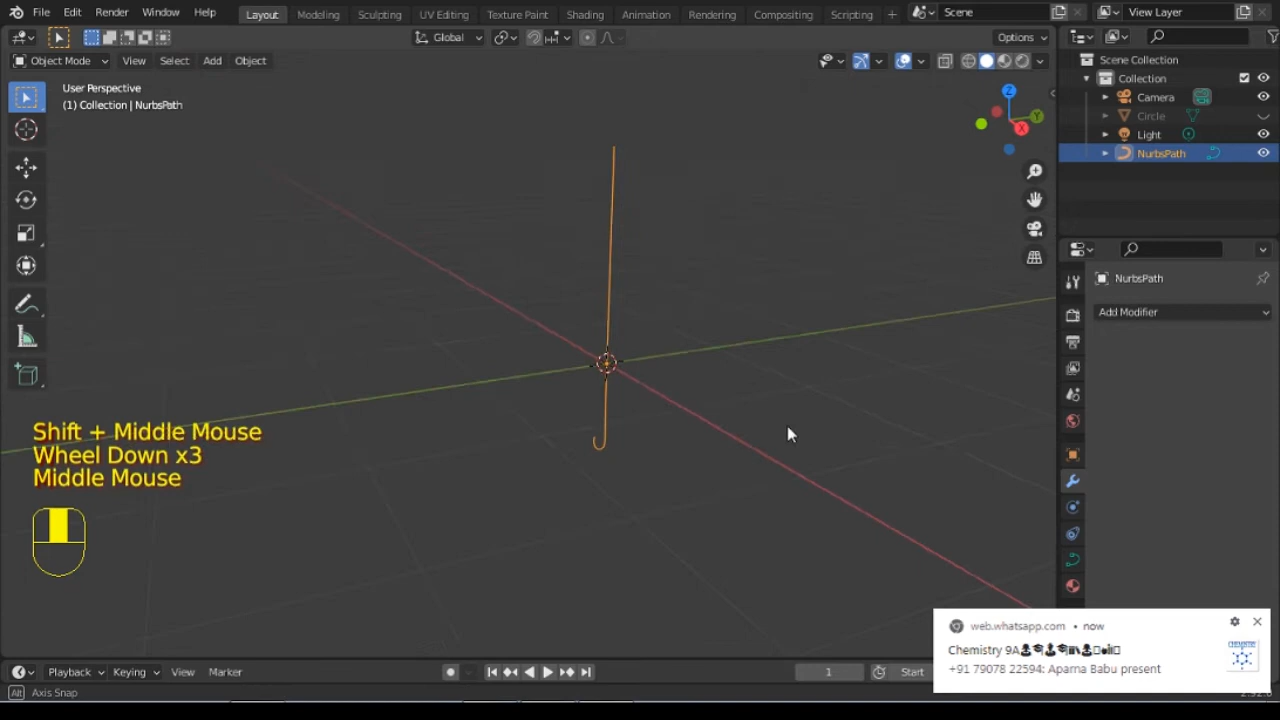 File Edit Render Window Help Layout Modeling Sculpting UV Editing Texture Paint Shading Animation Rendering Compositing Scripting + Scene View Layer
Global Options
Object Mode View Select Add Object
User Perspective
(1) Collection | NurbsPath
Z
Y
X
Scene Collection
Collection
Camera
Circle
Light
NurbsPath
NurbsPath
Add Modifier
Shift + Middle Mouse
Wheel Down x3
Middle Mouse
web.whatsapp.com • now
Chemistry 9A
+91 79078 22594: Aparna Babu present
Playback Keying View Marker 1 Start
Alt Axis Snap